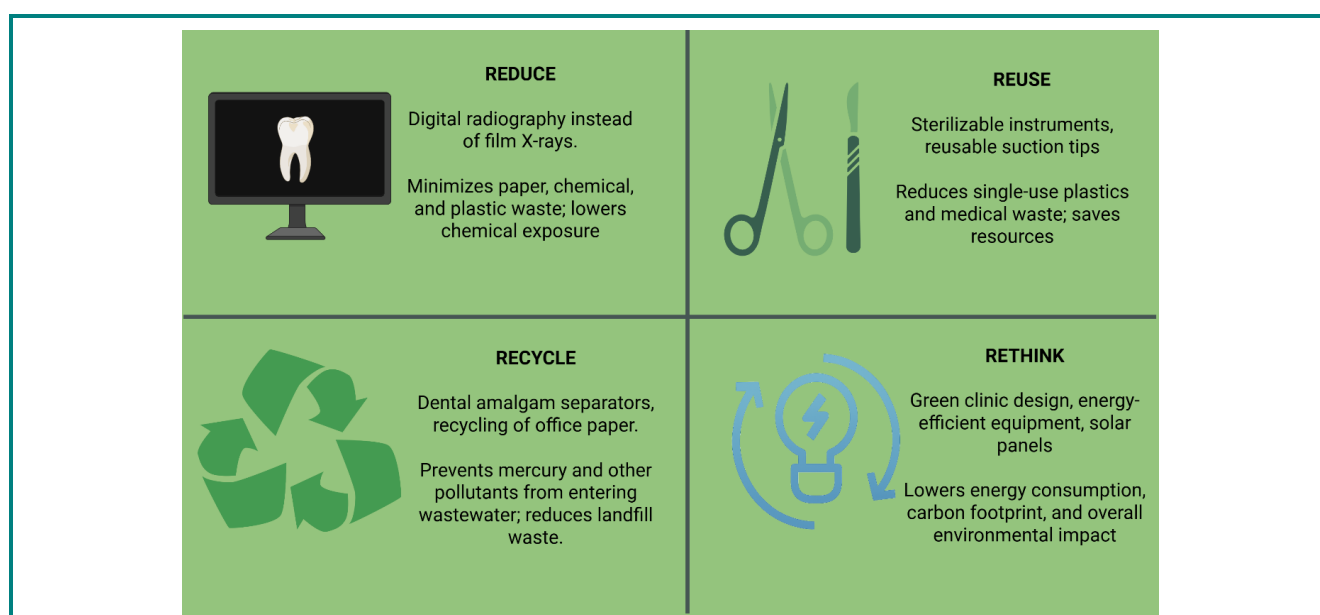 REDUCE
Digital radiography instead
of film X-rays.
Minimizes paper, chemical,
and plastic waste; lowers
chemical exposure
REUSE
Sterilizable instruments,
reusable suction tips
Reduces single-use plastics
and medical waste; saves
resources
RECYCLE
Dental amalgam separators,
recycling of office paper.
Prevents mercury and other
pollutants from entering
wastewater; reduces landfill
waste.
RETHINK
Green clinic design, energy-
efficient equipment, solar
panels
Lowers energy consumption,
carbon footprint, and overall
environmental impact